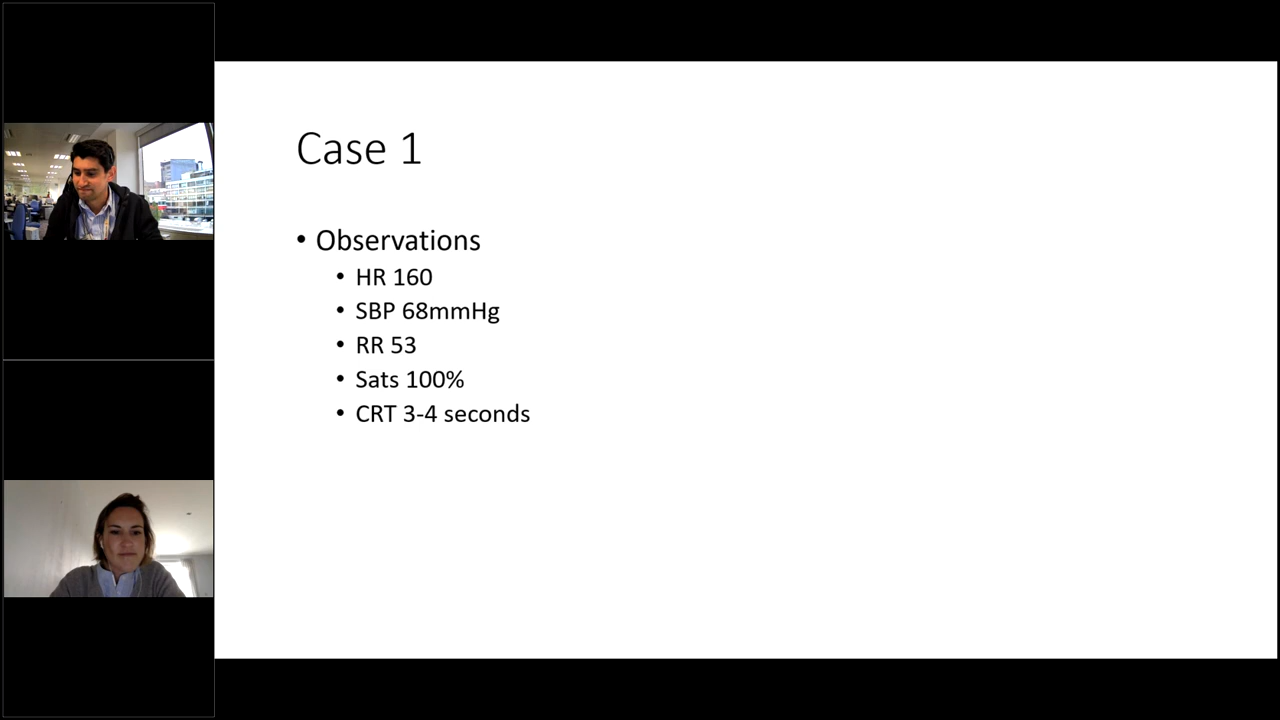 Case 1
• Observations
• HR 160
• SBP 68mmHg
• RR 53
• Sats 100%
• CRT 3-4 seconds